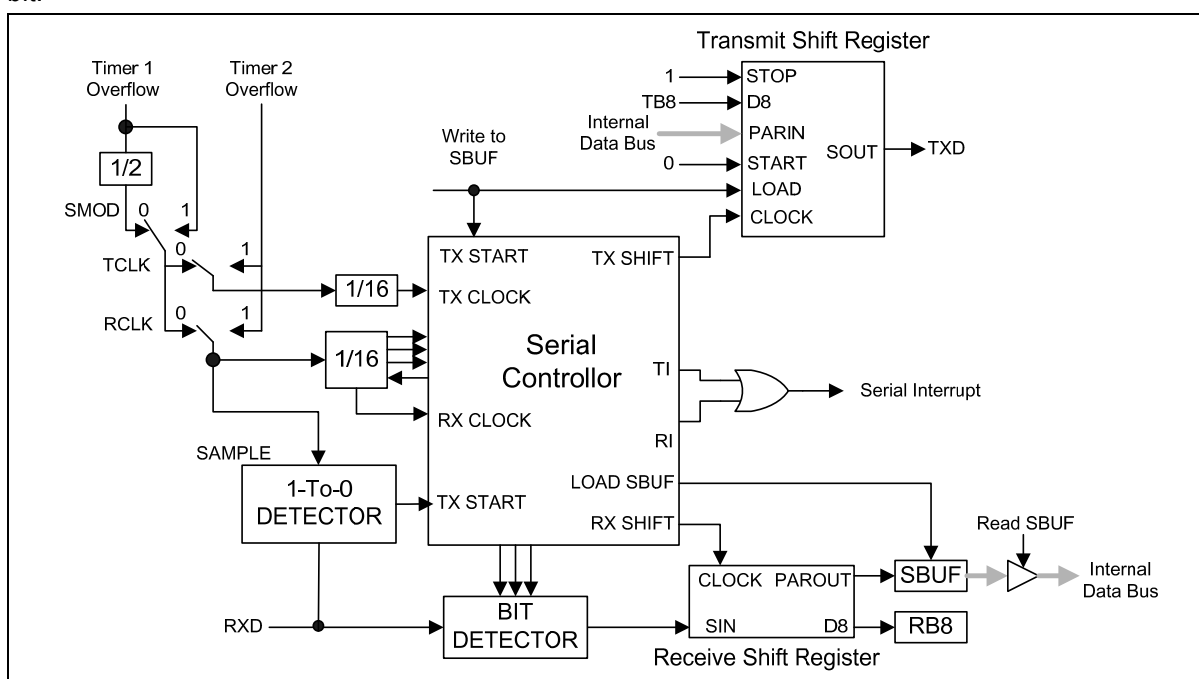 bit.
Transmit Shift Register
Timer 1
Overflow
Timer 2
Overflow
1
STOP
TB8
D8
Internal
Data Bus
PARIN
0
START
SOUT
TXD
LOAD
CLOCK
Write to
SBUF
1/2
SMOD
0
1
TCLK
0
1
RCLK
0
1
1/16
1/16
TX START
TX SHIFT
TX CLOCK
Serial
Controllor
TI
Serial Interrupt
RX CLOCK
RI
SAMPLE
1-To-0
DETECTOR
TX START
LOAD SBUF
RX SHIFT
Read SBUF
CLOCK
PAROUT
SBUF
Internal
Data Bus
RXD
BIT
DETECTOR
SIN
D8
RB8
Receive Shift Register